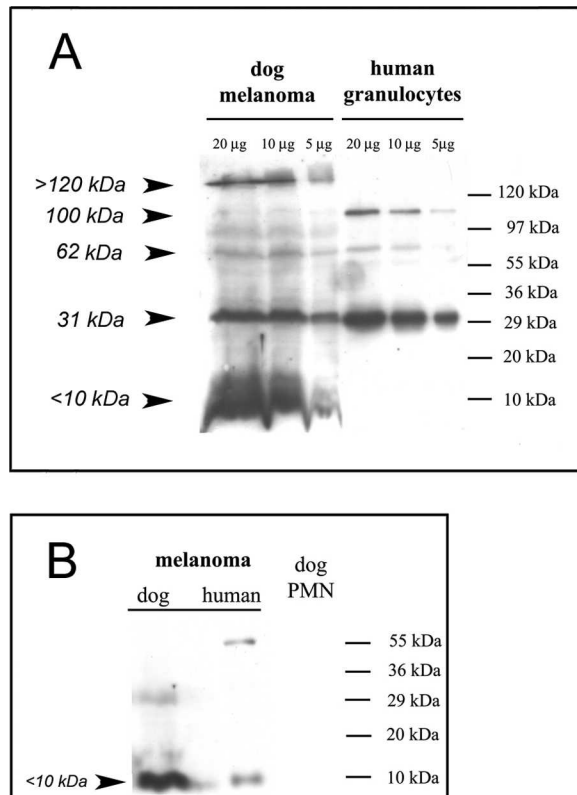 A
dog melanoma
human granulocytes
20 µg 10 µg 5 µg 20 µg 10 µg 5µg
>120 kDa
100 kDa
62 kDa
31 kDa
<10 kDa
120 kDa
97 kDa
55 kDa
36 kDa
29 kDa
20 kDa
10 kDa
B
melanoma
dog human
dog PMN
55 kDa
36 kDa
29 kDa
20 kDa
10 kDa
<10 kDa